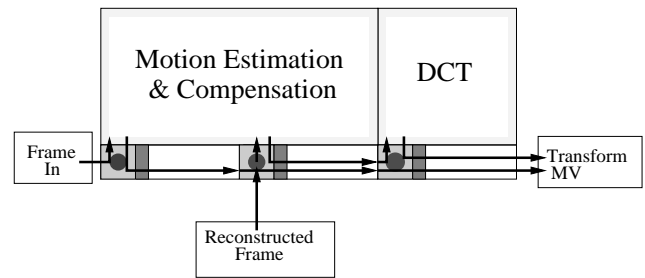 Motion Estimation
& Compensation
DCT
Frame
In
Transform
MV
Reconstructed
Frame